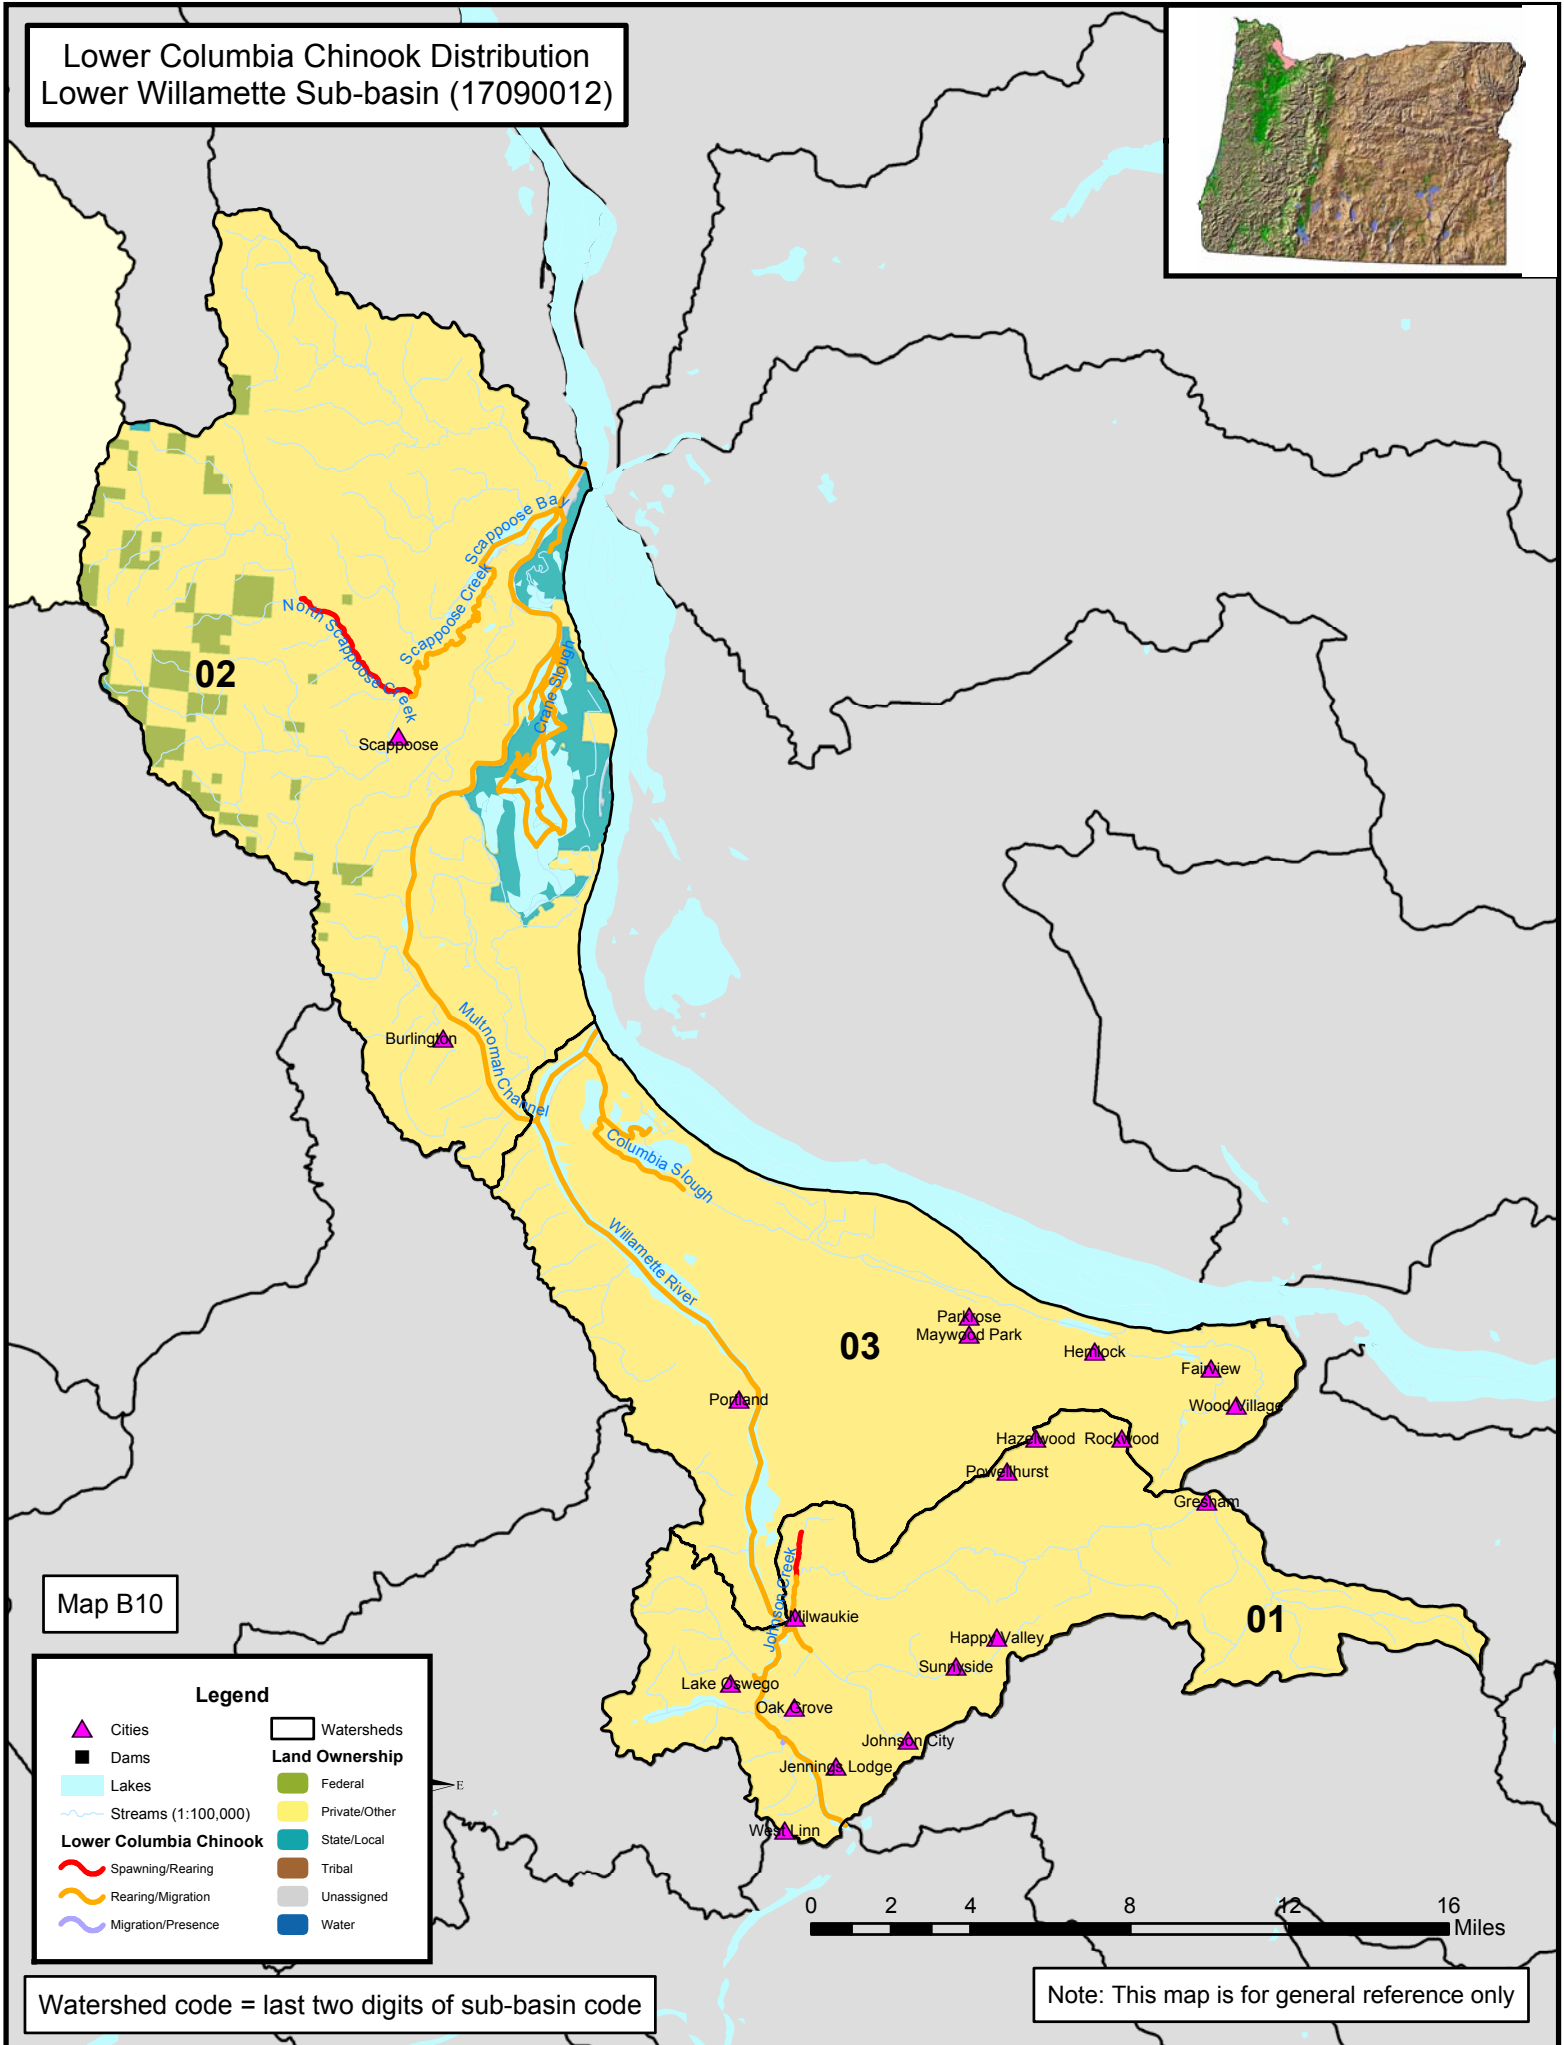 Lower Columbia Chinook Distribution
Lower Willamette Sub-basin (17090012)
Scappoose Bay
Scappoose Creek
North Scappoose Creek
02
Crane Slough
Scappoose
Multnomah Channel
Burlington
Columbia Slough
Willamette River
Parkrose
Maywood Park
03
Hemlock
Fairview
Portland
Wood Village
Hazelwood
Rockwood
Powellhurst
Gresham
Johnson Creek
Milwaukie
01
Happy Valley
Sunnyside
Lake Oswego
Oak Grove
Johnson City
Jennings Lodge
West Linn
Map B10
Legend
Cities
Dams
Lakes
Streams (1:100,000)
Lower Columbia Chinook
Spawning/Rearing
Rearing/Migration
Migration/Presence
Watersheds
Land Ownership
Federal
Private/Other
State/Local
Tribal
Unassigned
Water
E
0 2 4 8 12 16
Miles
Watershed code = last two digits of sub-basin code
Note: This map is for general reference only